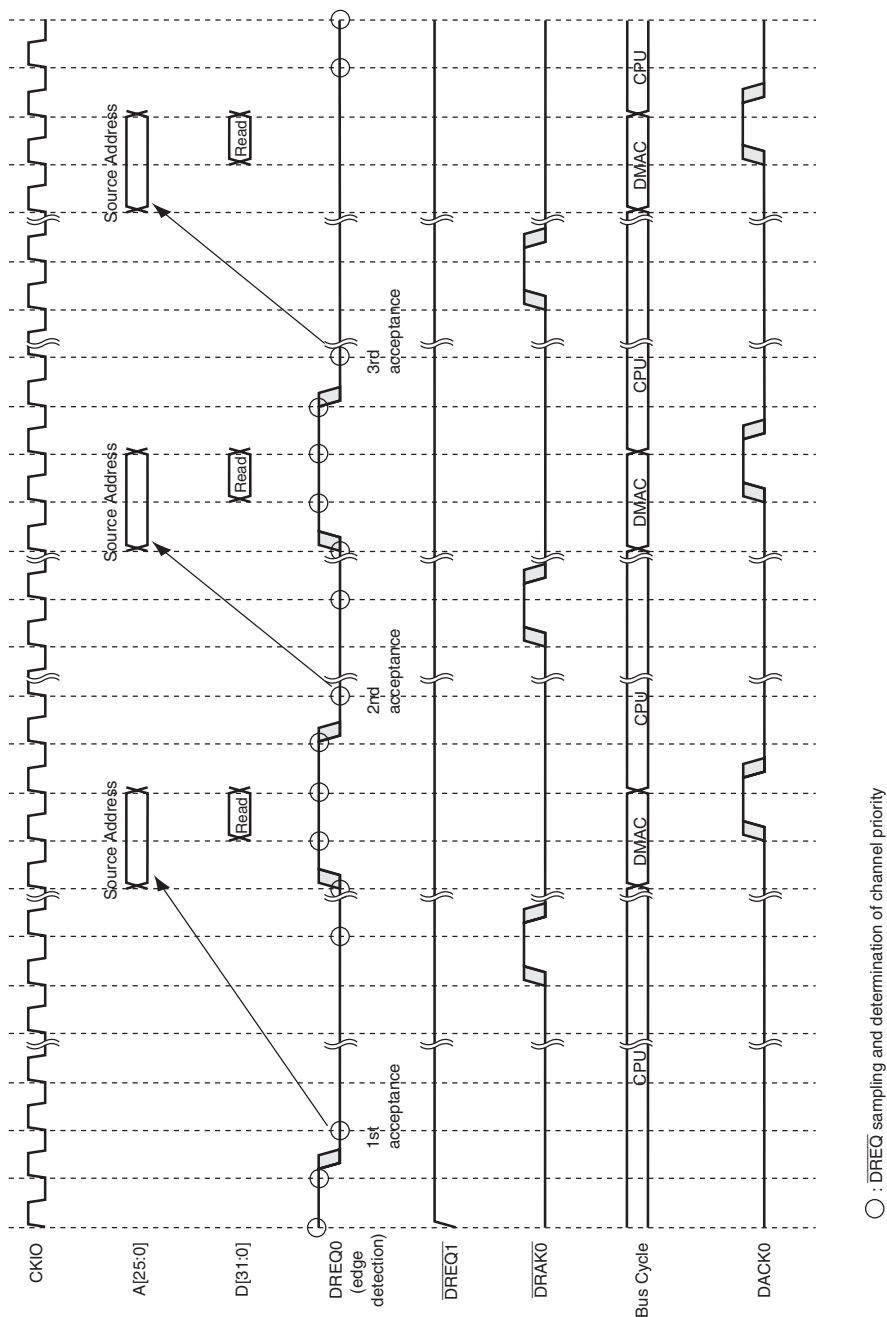 CKIO
A[25:0]
Source Address
Source Address
Source Address
D[31:0]
Read
Read
Read
DREQ0
(edge
detection)
1st
acceptance
2nd
acceptance
3rd
acceptance
DREQ1
DRAK0
Bus Cycle
CPU
DMAC
CPU
DMAC
CPU
DMAC
CPU
DACK0
: DREQ sampling and determination of channel priority